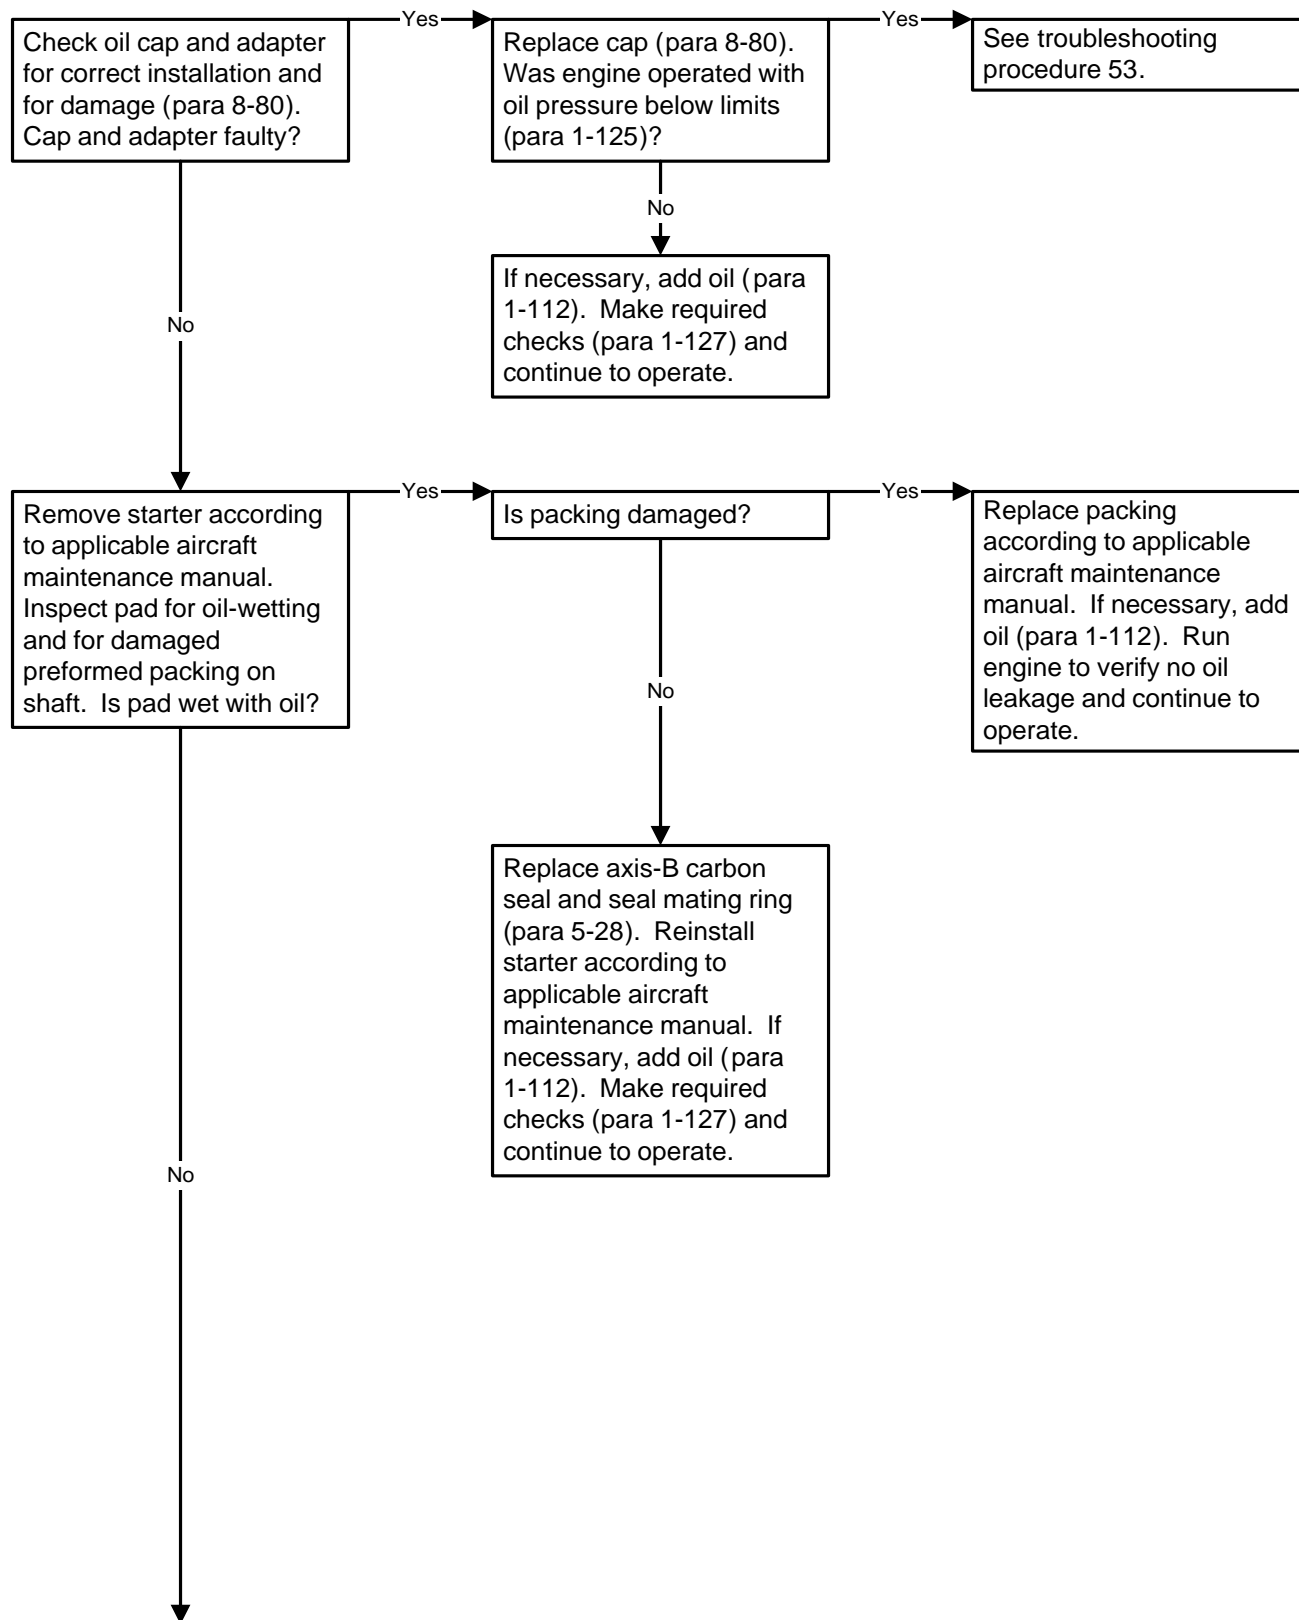 Check oil cap and adapter
for correct installation and
for damage (para 8-80).
Cap and adapter faulty?
Yes
Replace cap (para 8-80).
Was engine operated with
oil pressure below limits
(para 1-125)?
Yes
See troubleshooting
procedure 53.
No
If necessary, add oil (para
1-112).  Make required
checks (para 1-127) and
continue to operate.
No
Remove starter according
to applicable aircraft
maintenance manual.
Inspect pad for oil-wetting
and for damaged
preformed packing on
shaft.  Is pad wet with oil?
Yes
Is packing damaged?
Yes
Replace packing
according to applicable
aircraft maintenance
manual.  If necessary, add
oil (para 1-112).  Run
engine to verify no oil
leakage and continue to
operate.
No
Replace axis-B carbon
seal and seal mating ring
(para 5-28).  Reinstall
starter according to
applicable aircraft
maintenance manual.  If
necessary, add oil (para
1-112).  Make required
checks (para 1-127) and
continue to operate.
No